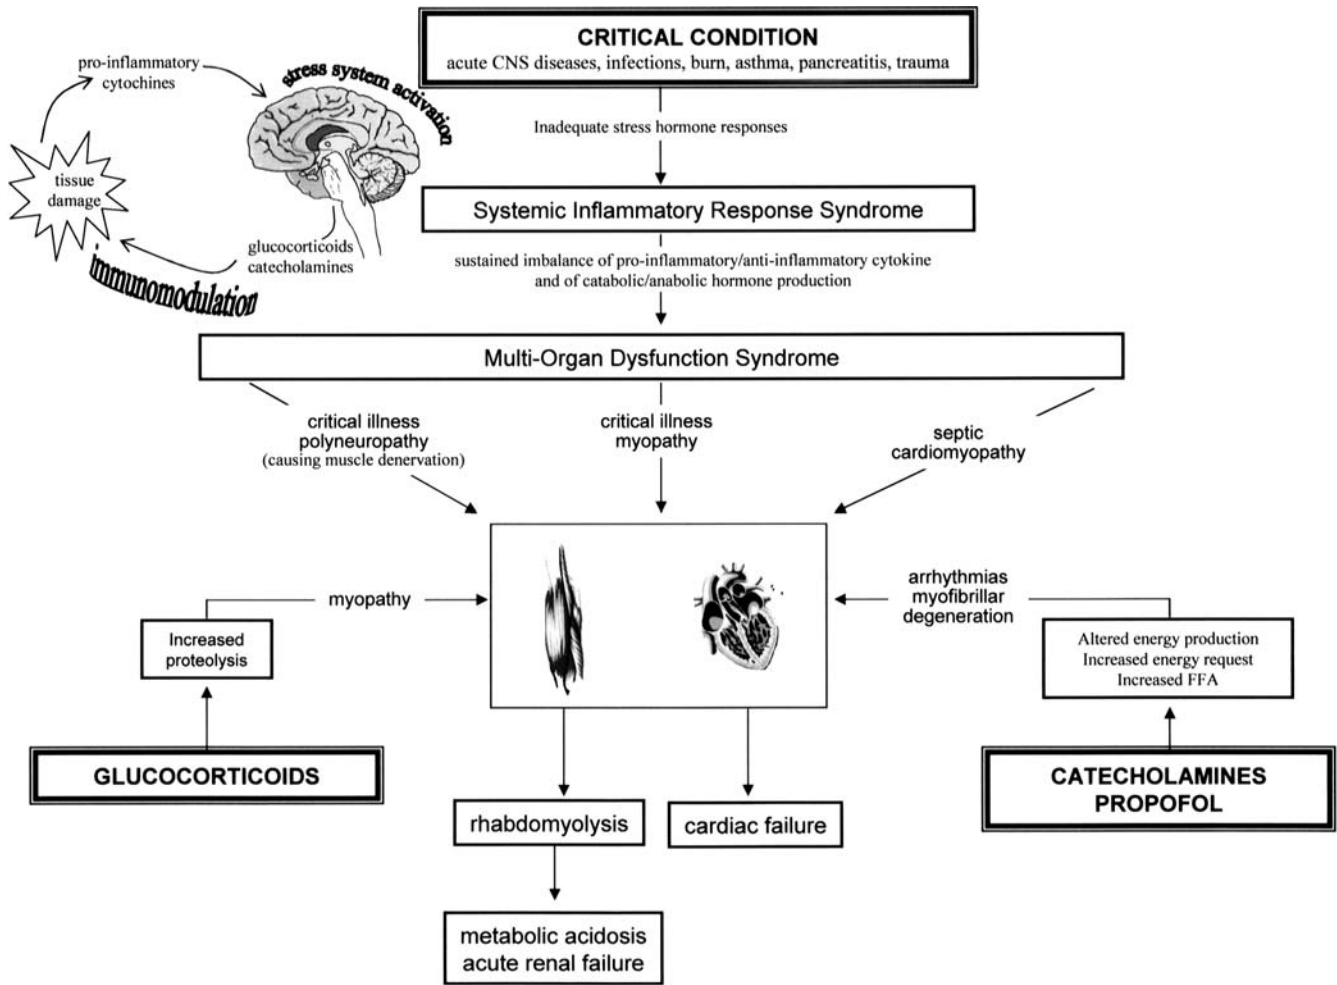 CRITICAL CONDITION
acute CNS diseases, infections, burn, asthma, pancreatitis, trauma
pro-inflammatory
cytochines
stress system activation
tissue
damage
glucocorticoids
catecholamines
immunomodulation
Inadequate stress hormone responses
Systemic Inflammatory Response Syndrome
sustained imbalance of pro-inflammatory/anti-inflammatory cytokine
and of catabolic/anabolic hormone production
Multi-Organ Dysfunction Syndrome
critical illness
polyneuropathy
(causing muscle denervation)
critical illness
myopathy
septic
cardiomyopathy
myopathy
Increased
proteolysis
GLUCOCORTICOIDS
arrhythmias
myofibrillar
degeneration
Altered energy production
Increased energy request
Increased FFA
CATECHOLAMINES
PROPOFOL
rhabdomyolysis
cardiac failure
metabolic acidosis
acute renal failure